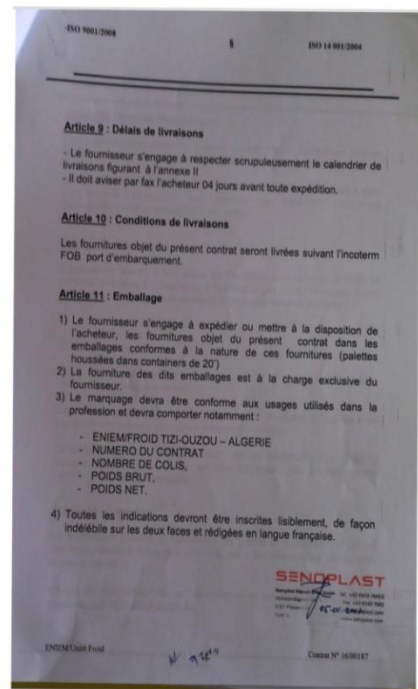 ISO 9001/2008
8
ISO 14 001/2004
Article 9 : Délais de livraisons
- Le fournisseur s'engage à respecter scrupuleusement le calendrier de
livraisons figurant à l'annexe II
- Il doit aviser par fax l'acheteur 04 jours avant toute expédition.
Article 10 : Conditions de livraisons
Les fournitures objet du présent contrat seront livrées suivant l'incoterm
FOB port d'embarquement.
Article 11 : Emballage
1) Le fournisseur s'engage à expédier ou mettre à la disposition de
l'acheteur, les fournitures objet du présent contrat dans les
emballages conformes à la nature de ces fournitures (palettes
houssées dans containers de 20')
2) La fourniture des dits emballages est à la charge exclusive du
fournisseur.
3) Le marquage devra être conforme aux usages utilisés dans la
profession et devra comporter notamment :
- ENIEM/FROID TIZI-OUZOU – ALGERIE
- NUMERO DU CONTRAT
- NOMBRE DE COLIS,
- POIDS BRUT,
- POIDS NET.
4) Toutes les indications devront être inscrites lisiblement, de façon
indélébile sur les deux faces et rédigées en langue française.
SENOPLAST
ENIEM/Unité Froid
Contrat N° 16/00187